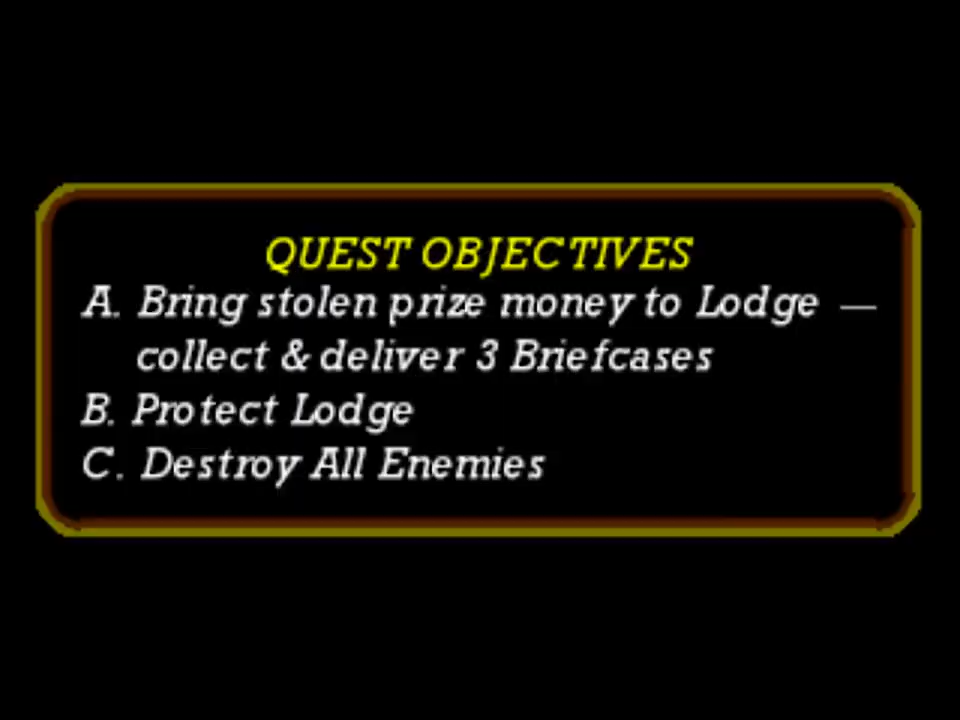 QUEST OBJECTIVES
A. Bring stolen prize money to Lodge —
collect & deliver 3 Briefcases
B. Protect Lodge
C. Destroy All Enemies